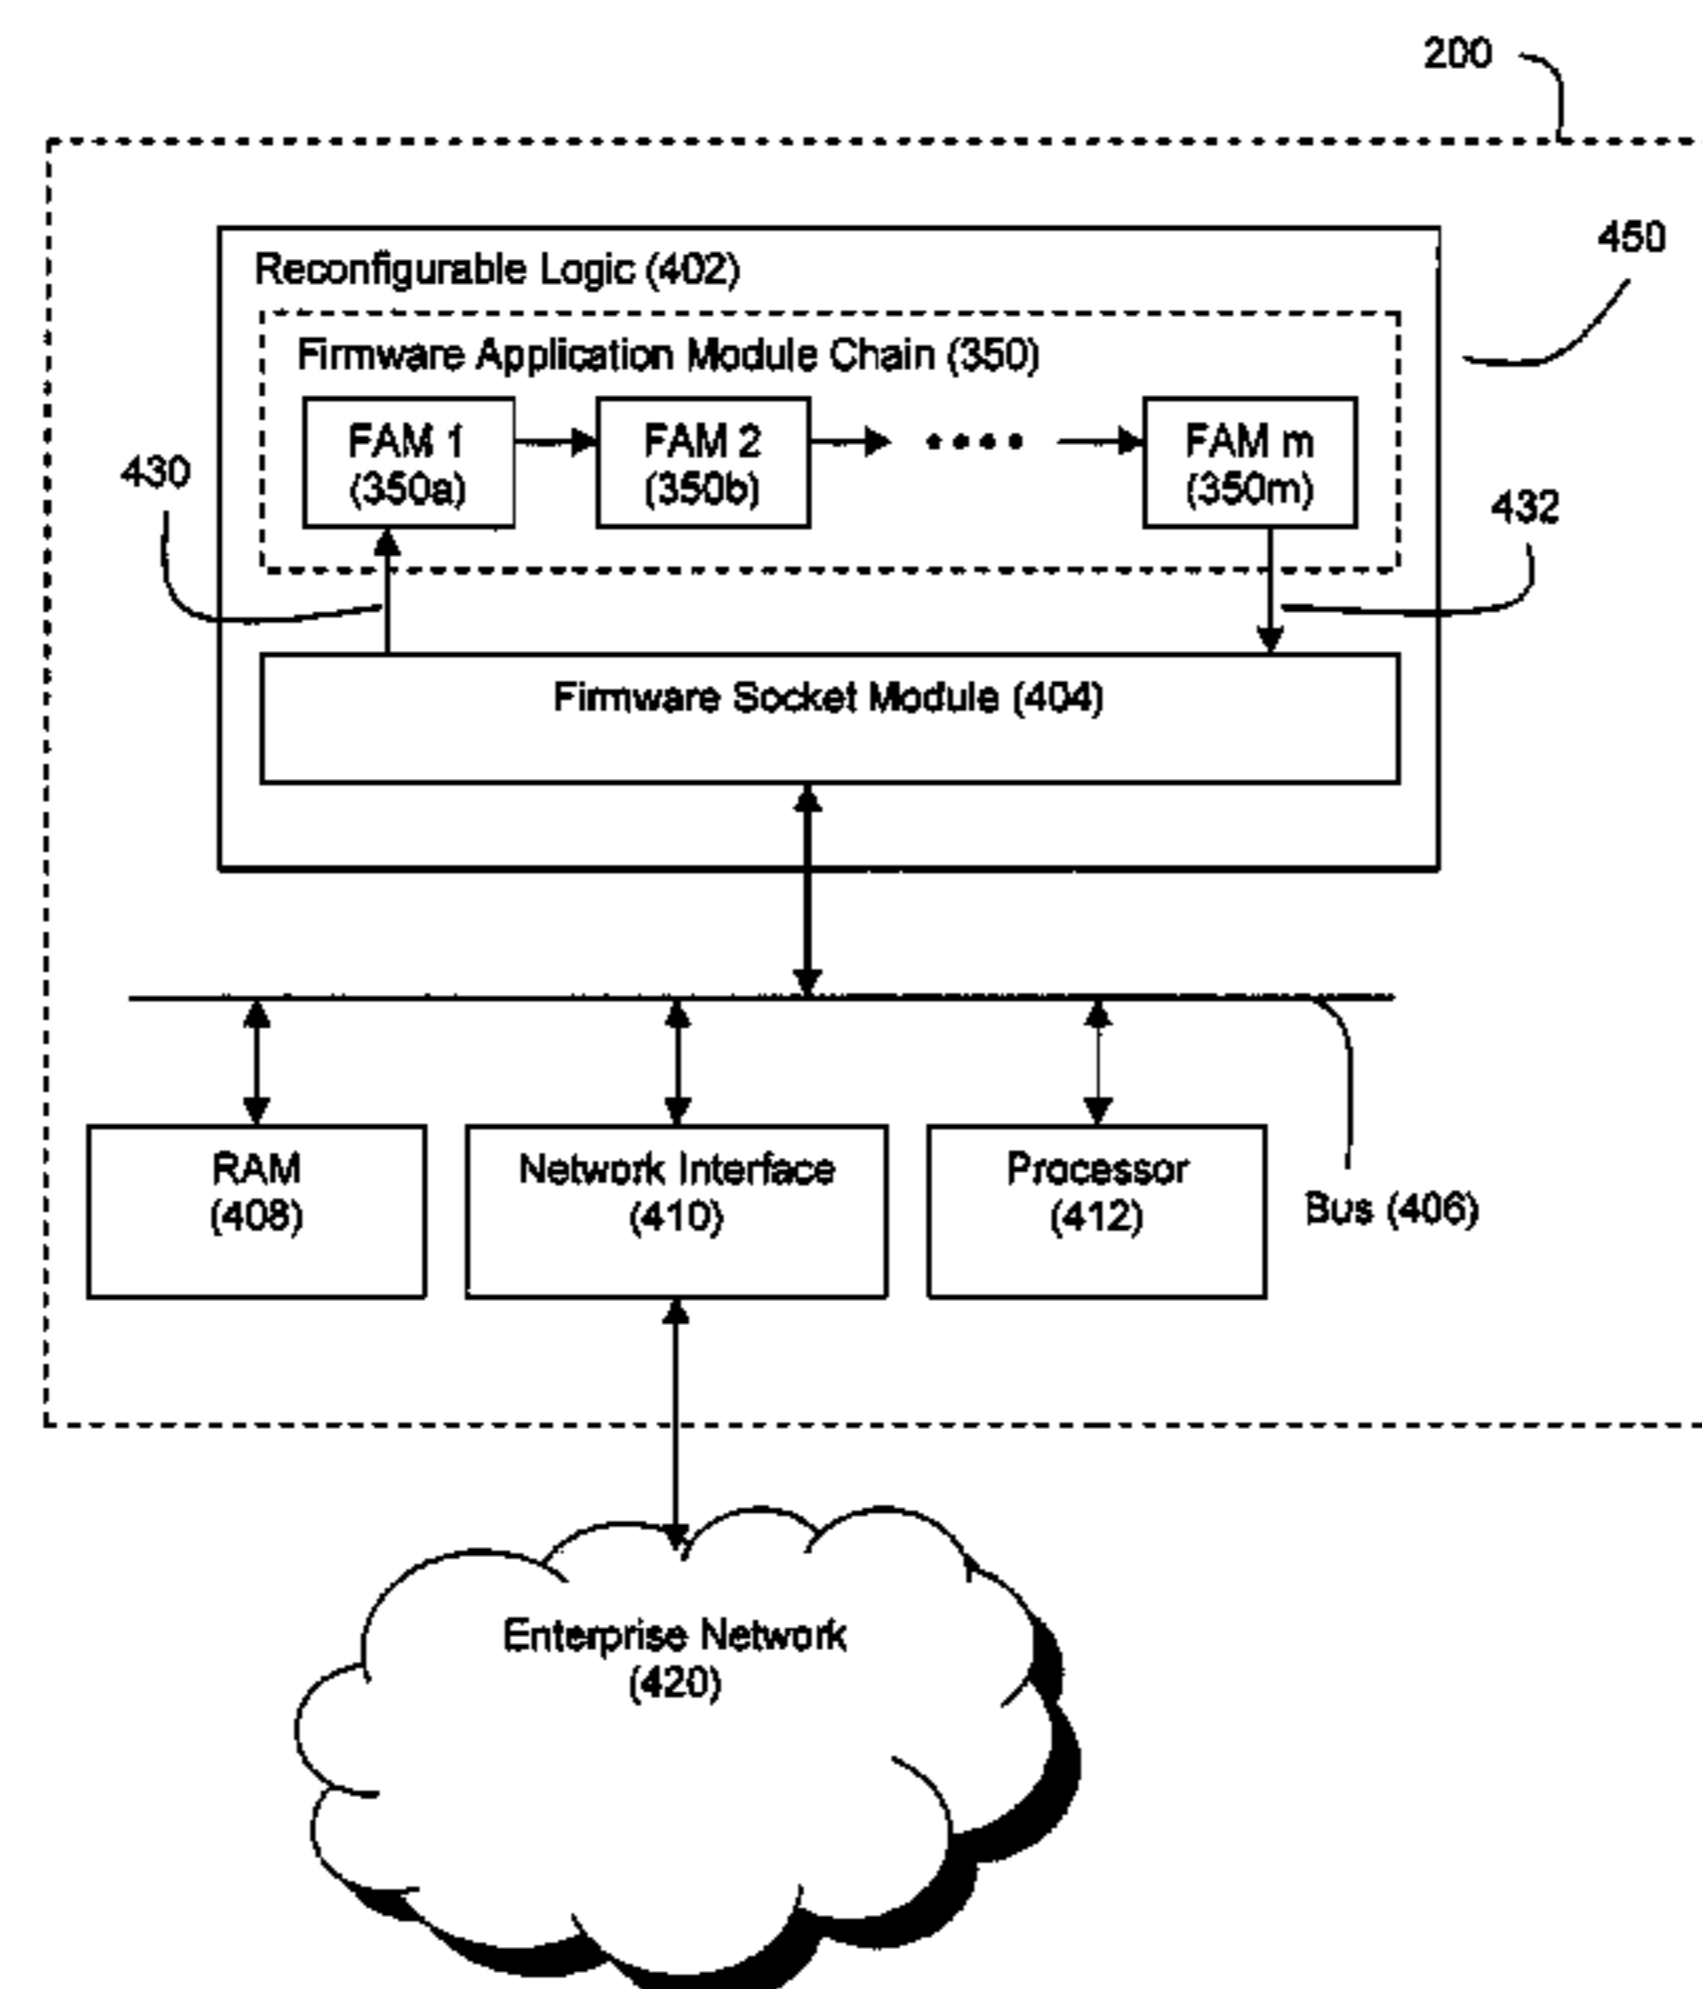 200
450
Reconfigurable Logic (402)
Firmware Application Module Chain (350)
FAM 1
(350a)
FAM 2
(350b)
FAM m
(350m)
430
432
Firmware Socket Module (404)
RAM
(408)
Network Interface
(410)
Processor
(412)
Bus (406)
Enterprise Network
(420)